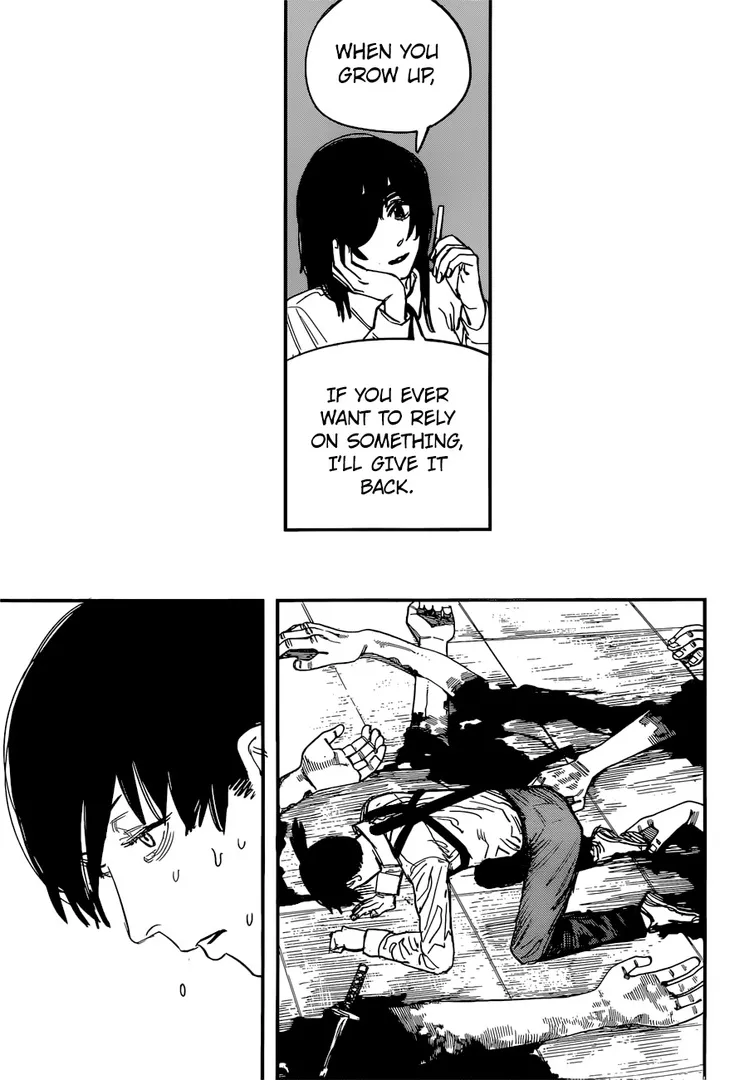 WHEN YOU
GROW UP,
IF YOU EVER
WANT TO RELY
ON SOMETHING,
I'LL GIVE IT
BACK.